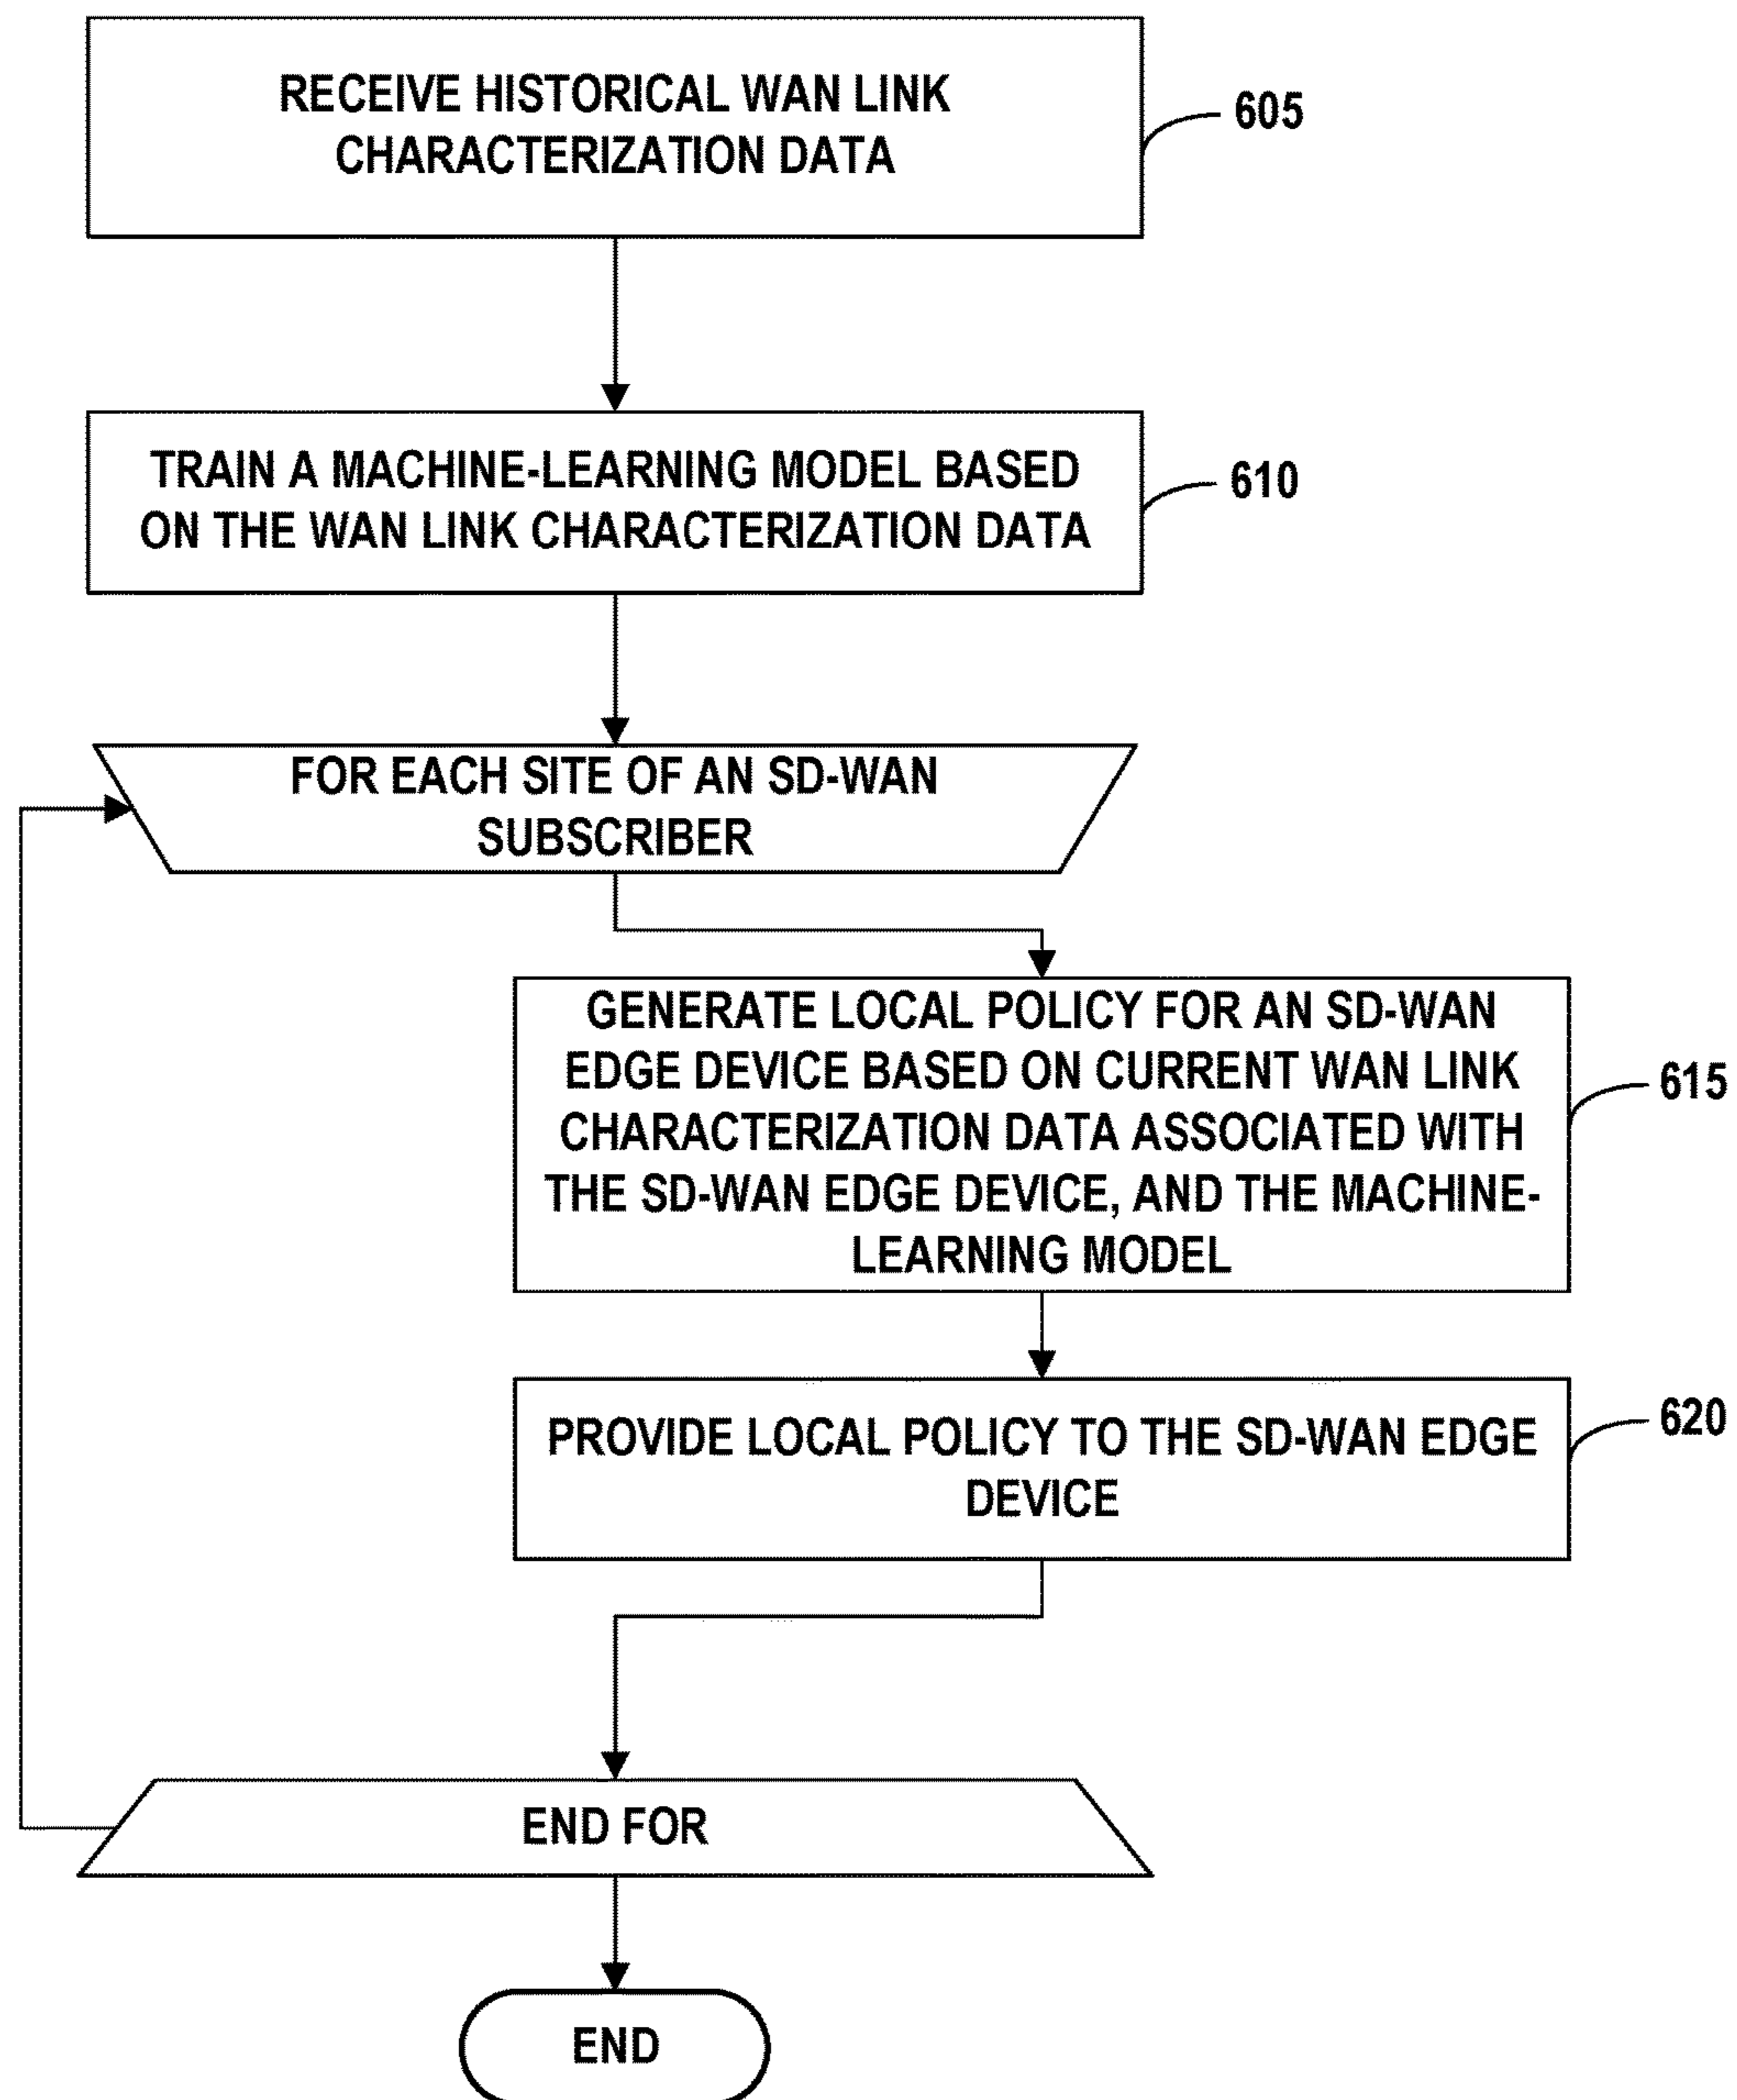 RECEIVE HISTORICAL WAN LINK
CHARACTERIZATION DATA
605
TRAIN A MACHINE-LEARNING MODEL BASED
ON THE WAN LINK CHARACTERIZATION DATA
610
FOR EACH SITE OF AN SD-WAN
SUBSCRIBER
GENERATE LOCAL POLICY FOR AN SD-WAN
EDGE DEVICE BASED ON CURRENT WAN LINK
CHARACTERIZATION DATA ASSOCIATED WITH
THE SD-WAN EDGE DEVICE, AND THE MACHINE-
LEARNING MODEL
615
PROVIDE LOCAL POLICY TO THE SD-WAN EDGE
DEVICE
620
END FOR
END